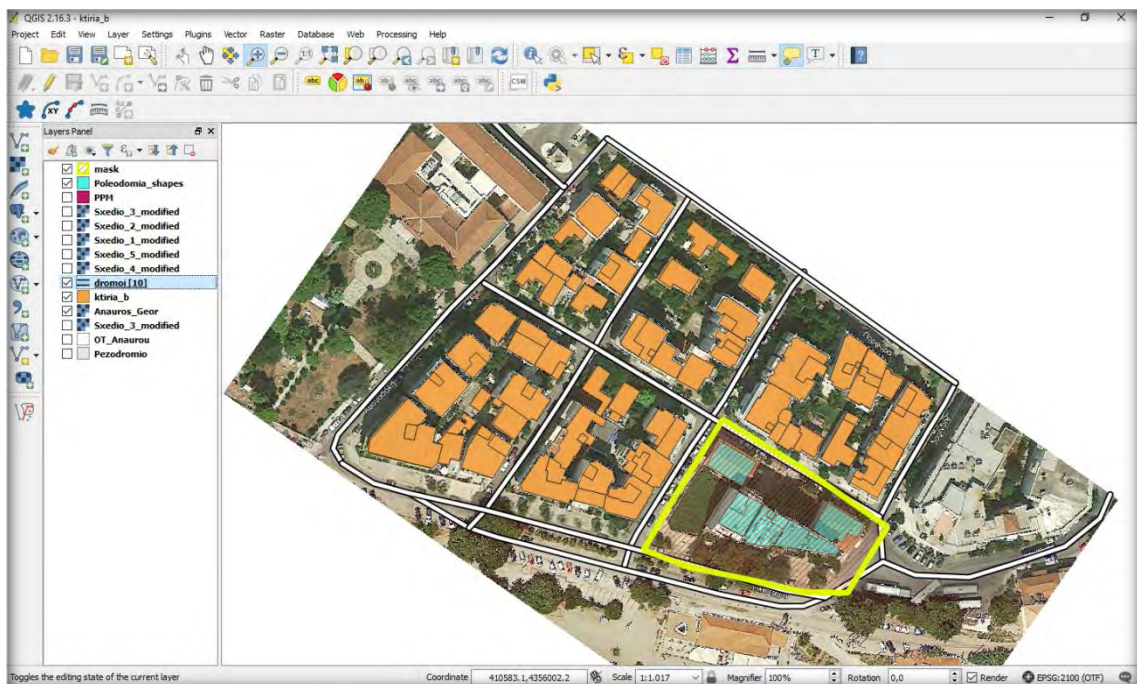 QGIS 2.16.3 - ktiria_b
Project Edit View Layer Settings Plugins Vector Raster Database Web Processing Help
CSW
Layers Panel
mask
Poleodomia_shapes
PPM
Sxedio_3_modified
Sxedio_2_modified
Sxedio_1_modified
Sxedio_5_modified
Sxedio_4_modified
dromoi [10]
ktiria_b
Anauros_Geor
Sxedio_3_modified
OT_Anaurou
Pezodromio
Toggles the editing state of the current layer Coordinate 410583.1,4356002.2 Scale 1:1.017 Magnifier 100% Rotation 0,0 Render EPSG:2100 (OTF)